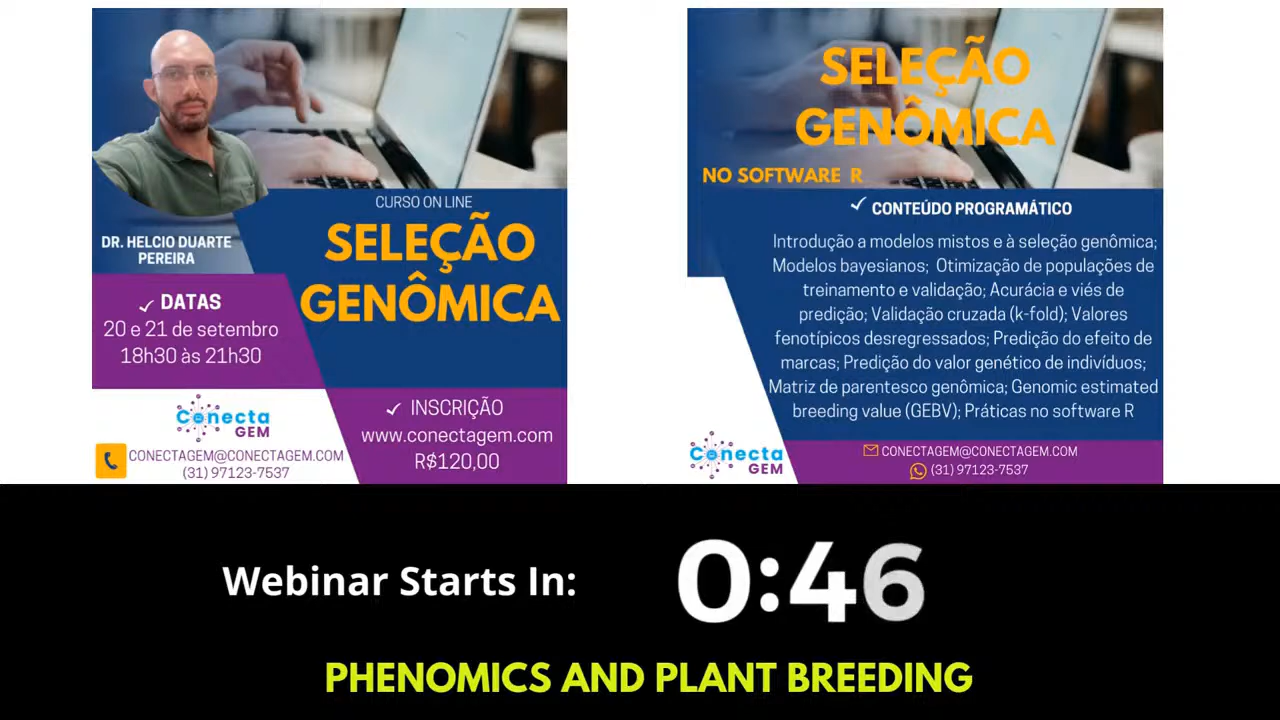 CURSO ON LINE
SELEÇÃO
GENÔMICA
DR. HELCIO DUARTE
PEREIRA
DATAS
20 e 21 de setembro
18h30 às 21h30
INSCRIÇÃO
www.conectagem.com
R$120,00
Conecta
GEM
CONECTAGEM@CONECTAGEM.COM
(31) 97123-7537
SELEÇÃO
GENÔMICA
NO SOFTWARE R
CONTEÚDO PROGRAMÁTICO
Introdução a modelos mistos e à seleção genômica;
Modelos bayesianos; Otimização de populações de
treinamento e validação; Acurácia e viés de
predição; Validação cruzada (k-fold); Valores
fenotípicos desregressados; Predição do efeito de
marcas; Predição do valor genético de indivíduos;
Matriz de parentesco genômica; Genomic estimated
breeding value (GEBV); Práticas no software R
Conecta
GEM
CONECTAGEM@CONECTAGEM.COM
(31) 97123-7537
Webinar Starts In: 0:46
PHENOMICS AND PLANT BREEDING